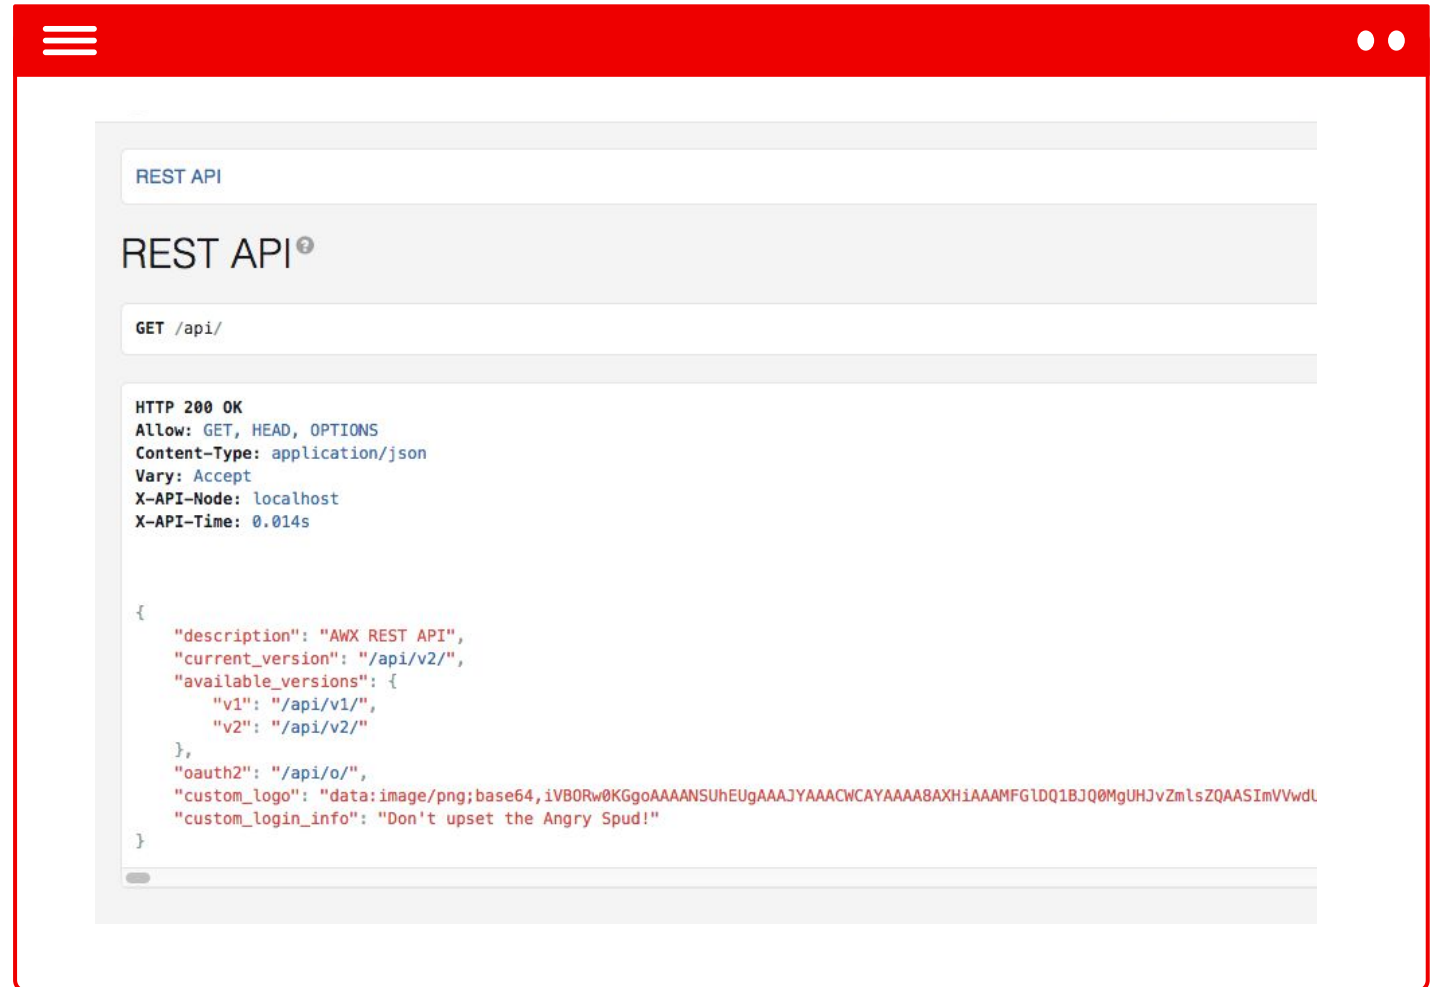 REST API
REST API
GET /api/
HTTP 200 OK
Allow: GET, HEAD, OPTIONS
Content-Type: application/json
Vary: Accept
X-API-Node: localhost
X-API-Time: 0.014s
{
    "description": "AWX REST API",
    "current_version": "/api/v2/",
    "available_versions": {
        "v1": "/api/v1/",
        "v2": "/api/v2/"
    },
    "oauth2": "/api/o/",
    "custom_logo": "data:image/png;base64,iVBORw0KGgoAAAANSUhEUgAAAJYAAACWCAYAAAA8AXHiAAAMFGlDQ1BJQ0MgUHJvZmlsZQAASImVVwdU
    "custom_login_info": "Don't upset the Angry Spud!"
}